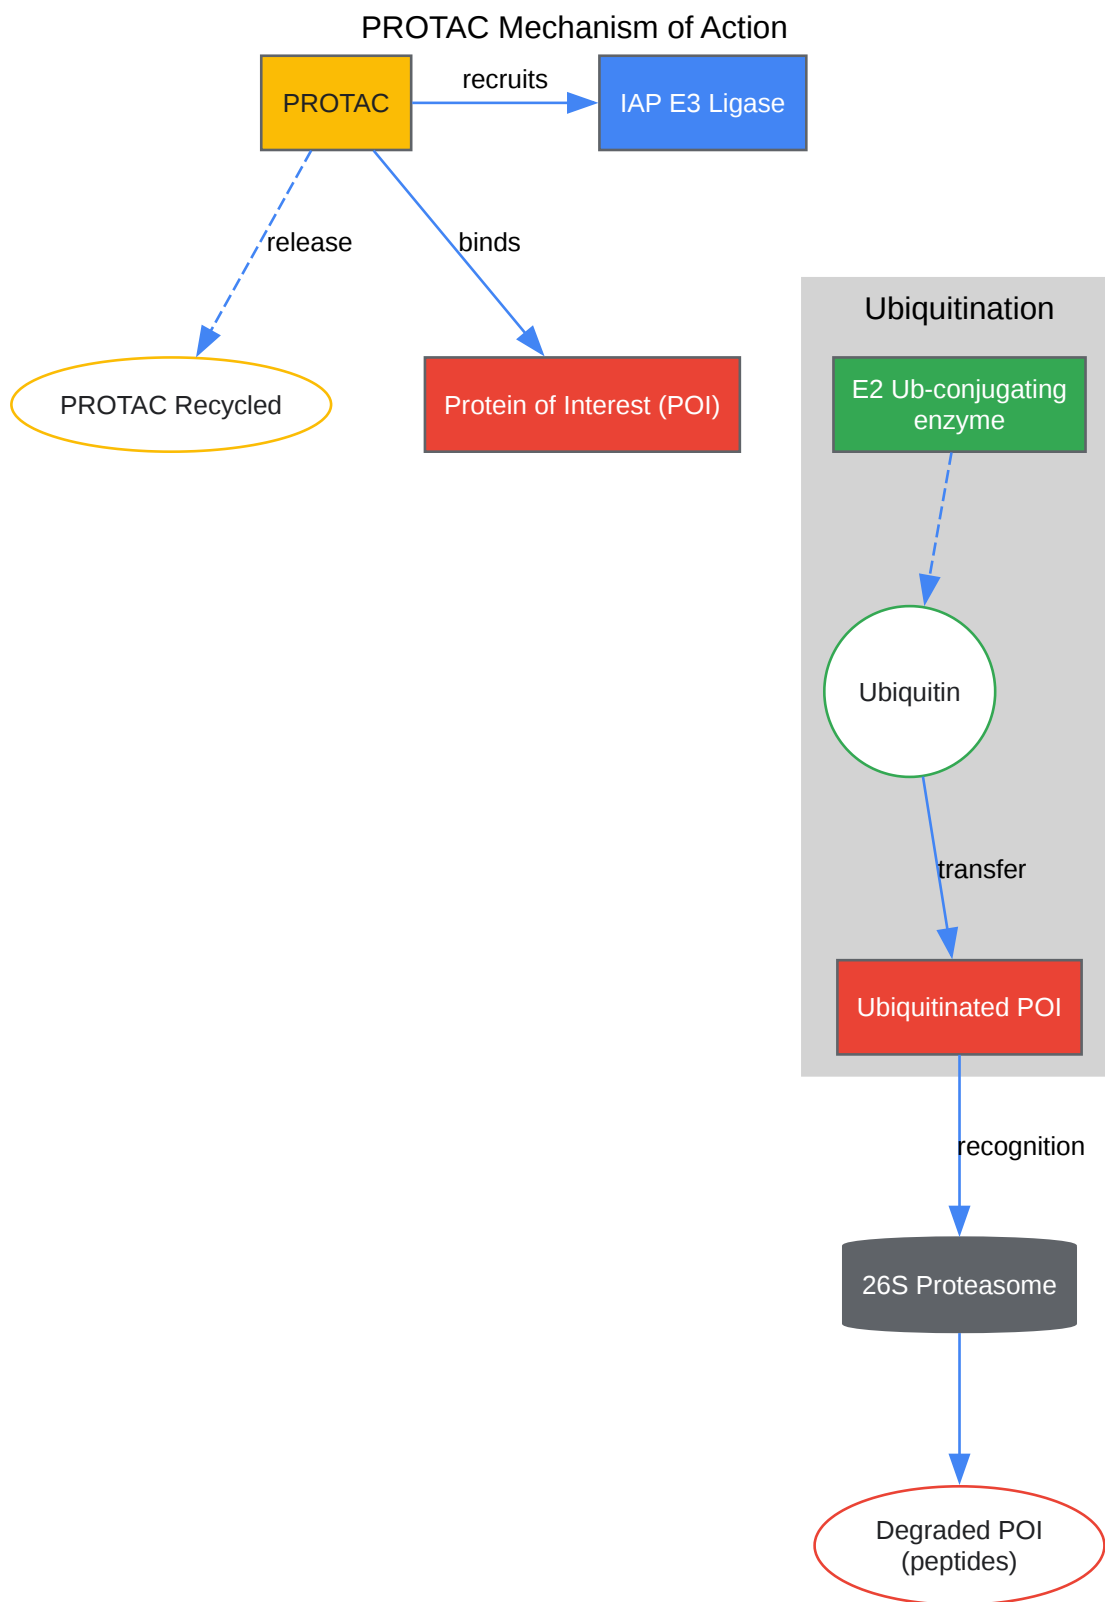 PROTAC Mechanism of Action
PROTAC
recruits
IAP E3 Ligase
release
binds
Ubiquitination
PROTAC Recycled
Protein of Interest (POI)
E2 Ub-conjugating
enzyme
Ubiquitin
transfer
Ubiquitinated POI
recognition
26S Proteasome
Degraded POI
(peptides)